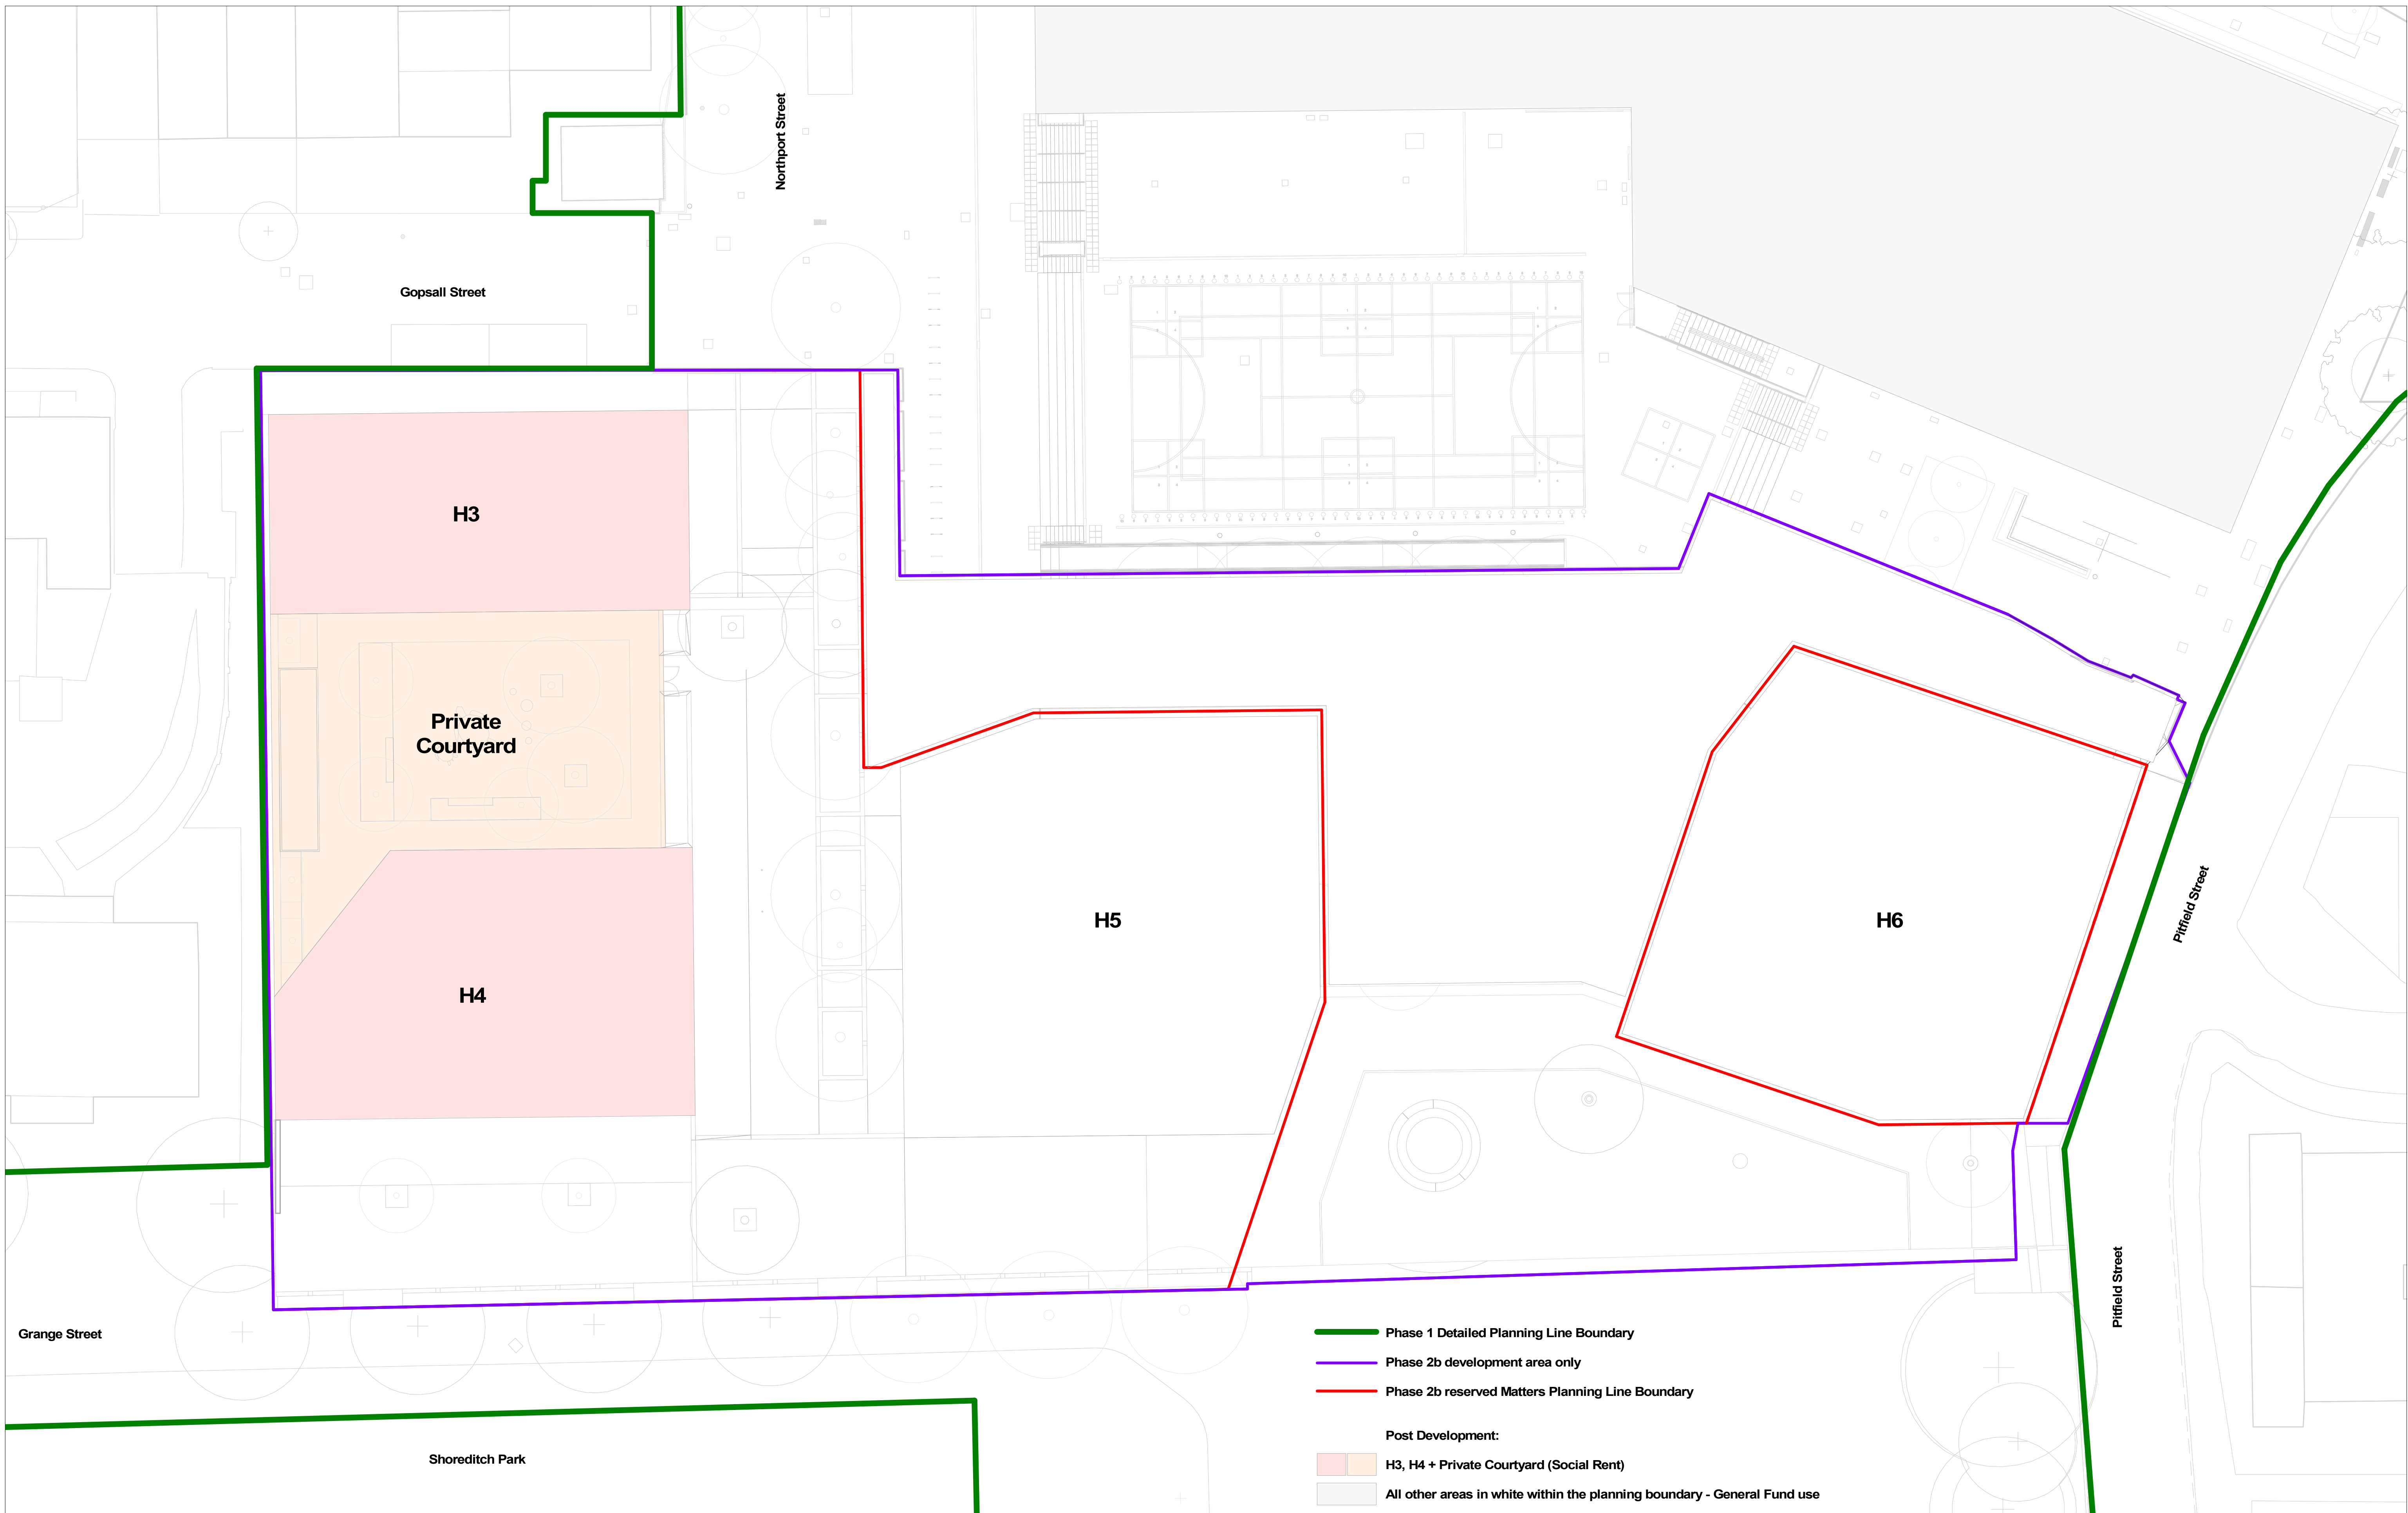 Northport Street
Gopsall Street
H3
Private
Courtyard
H5
H6
Pitfield Street
H4
Pitfield Street
Grange Street
Phase 1 Detailed Planning Line Boundary
Phase 2b development area only
Phase 2b reserved Matters Planning Line Boundary
Post Development:
Shoreditch Park
H3, H4 + Private Courtyard (Social Rent)
All other areas in white within the planning boundary - General Fund use